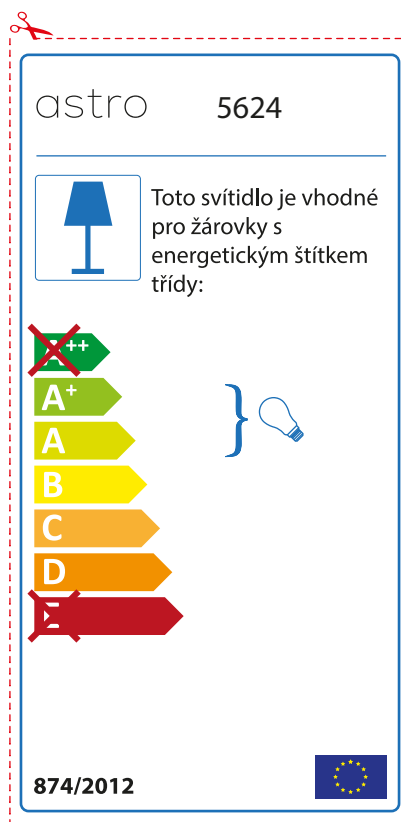 astro 5624
Toto svítidlo je vhodné
pro žárovky s
energetickým štítkem
třídy:
A++
A+
A
B
C
D
E
874/2012